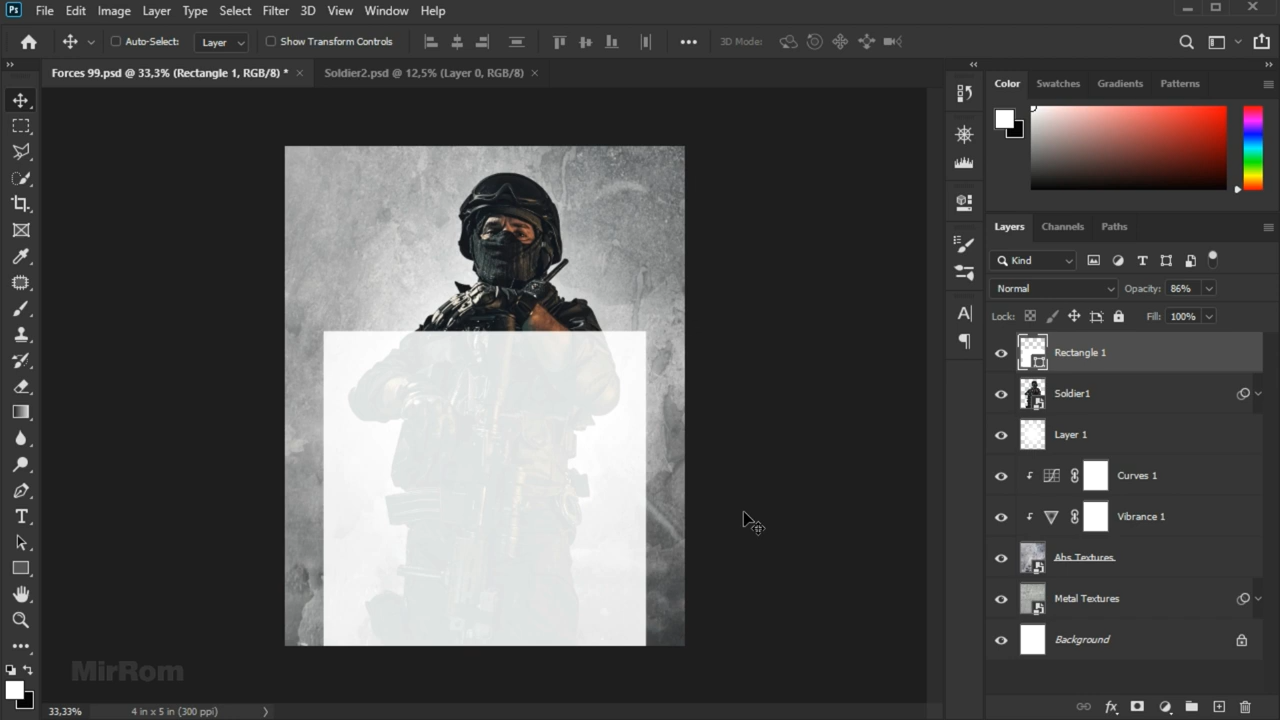 Ps File Edit Image Layer Type Select Filter 3D View Window Help
Auto-Select: Layer Show Transform Controls 3D Mode:
Forces 99.psd @ 33,3% (Rectangle 1, RGB/8) * Soldier2.psd @ 12,5% (Layer 0, RGB/8)
Color Swatches Gradients Patterns
Layers Channels Paths
Kind
Normal Opacity: 86%
Lock: Fill: 100%
Rectangle 1
Soldier1
Layer 1
Curves 1
Vibrance 1
Abs Textures
Metal Textures
Background
MirRom
33,33% 4 in x 5 in (300 ppi)